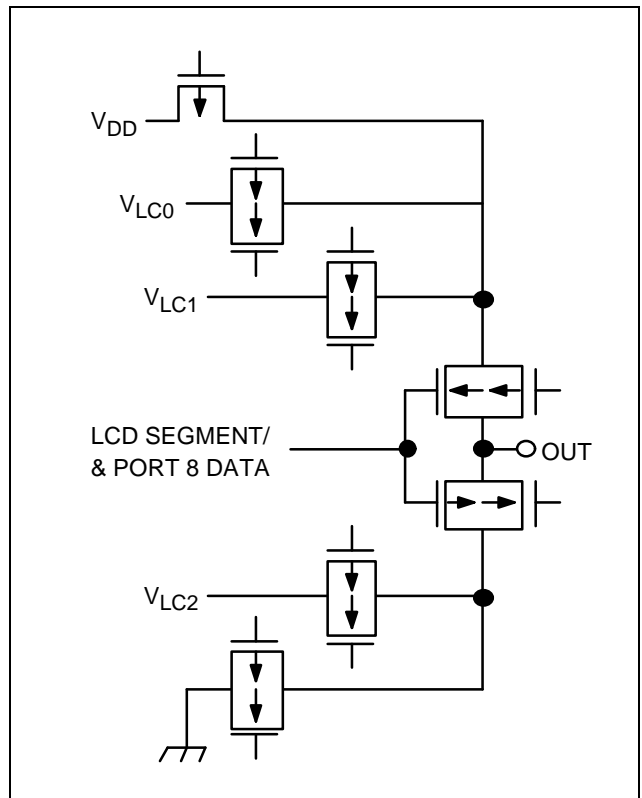 VDD
VLC0
VLC1
LCD SEGMENT/
& PORT 8 DATA
OUT
VLC2